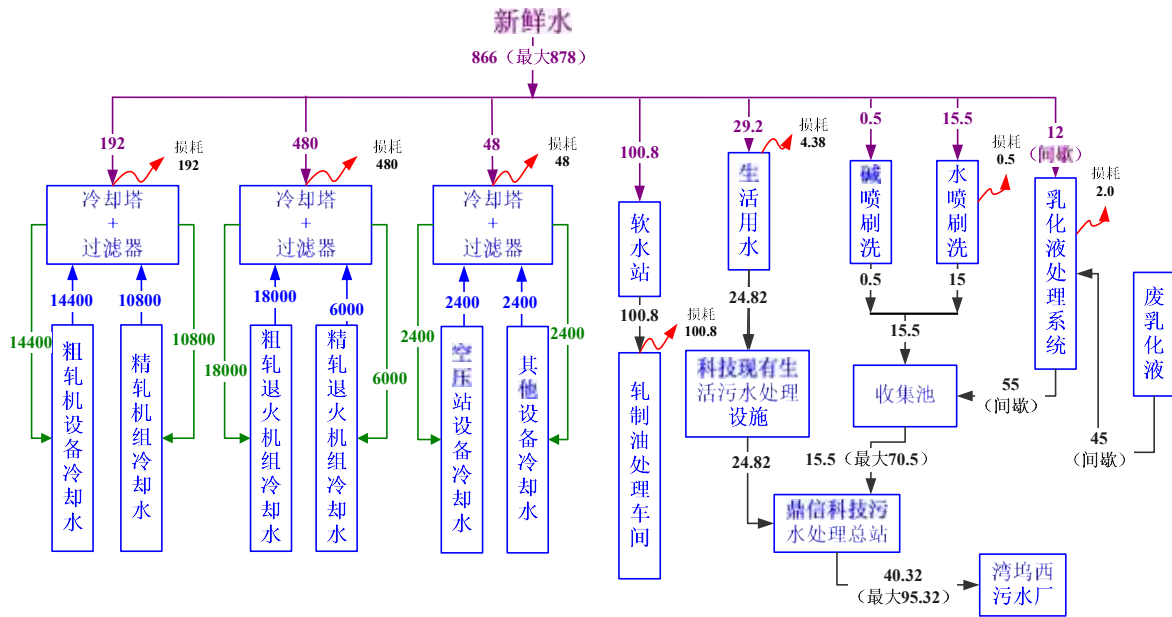 新鲜水
866（最大878）
192
损耗
192
480
损耗
480
48
损耗
48
100.8
29.2
损耗
4.38
0.5
15.5
损耗
0.5
12
（间歇）
损耗
2.0
冷却塔
+
过滤器
冷却塔
+
过滤器
冷却塔
+
过滤器
软水站
生活用水
碱喷刷洗
水喷刷洗
乳化液处理系统
废乳化液
14400
10800
18000
6000
2400
2400
14400
10800
18000
6000
2400
2400
100.8
损耗
100.8
24.82
0.5
15
15.5
粗轧机设备冷却水
精轧机组冷却水
粗轧退火机组冷却水
精轧退火机组冷却水
空压站设备冷却水
其他设备冷却水
轧制油处理车间
科技现有生
活污水处理
设施
收集池
55
（间歇）
45
（间歇）
24.82
15.5（最大70.5）
鼎信科技污
水处理总站
40.32
（最大95.32）
湾坞西
污水厂